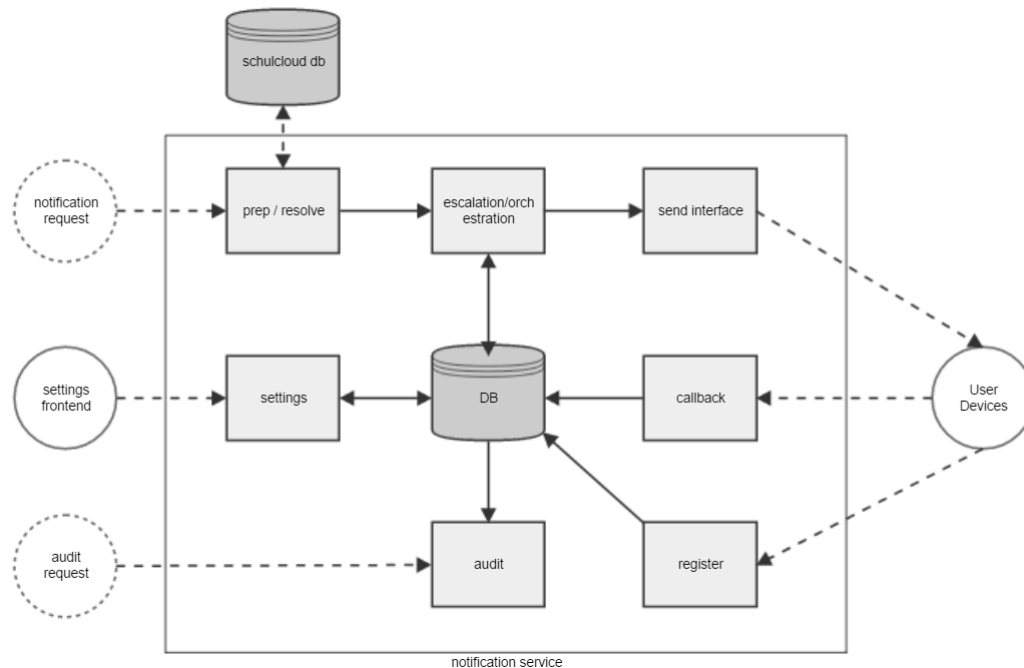 schulcloud db
notification
request
prep / resolve
escalation/orch
estration
send interface
settings
frontend
settings
DB
callback
User
Devices
audit
request
audit
register
notification service